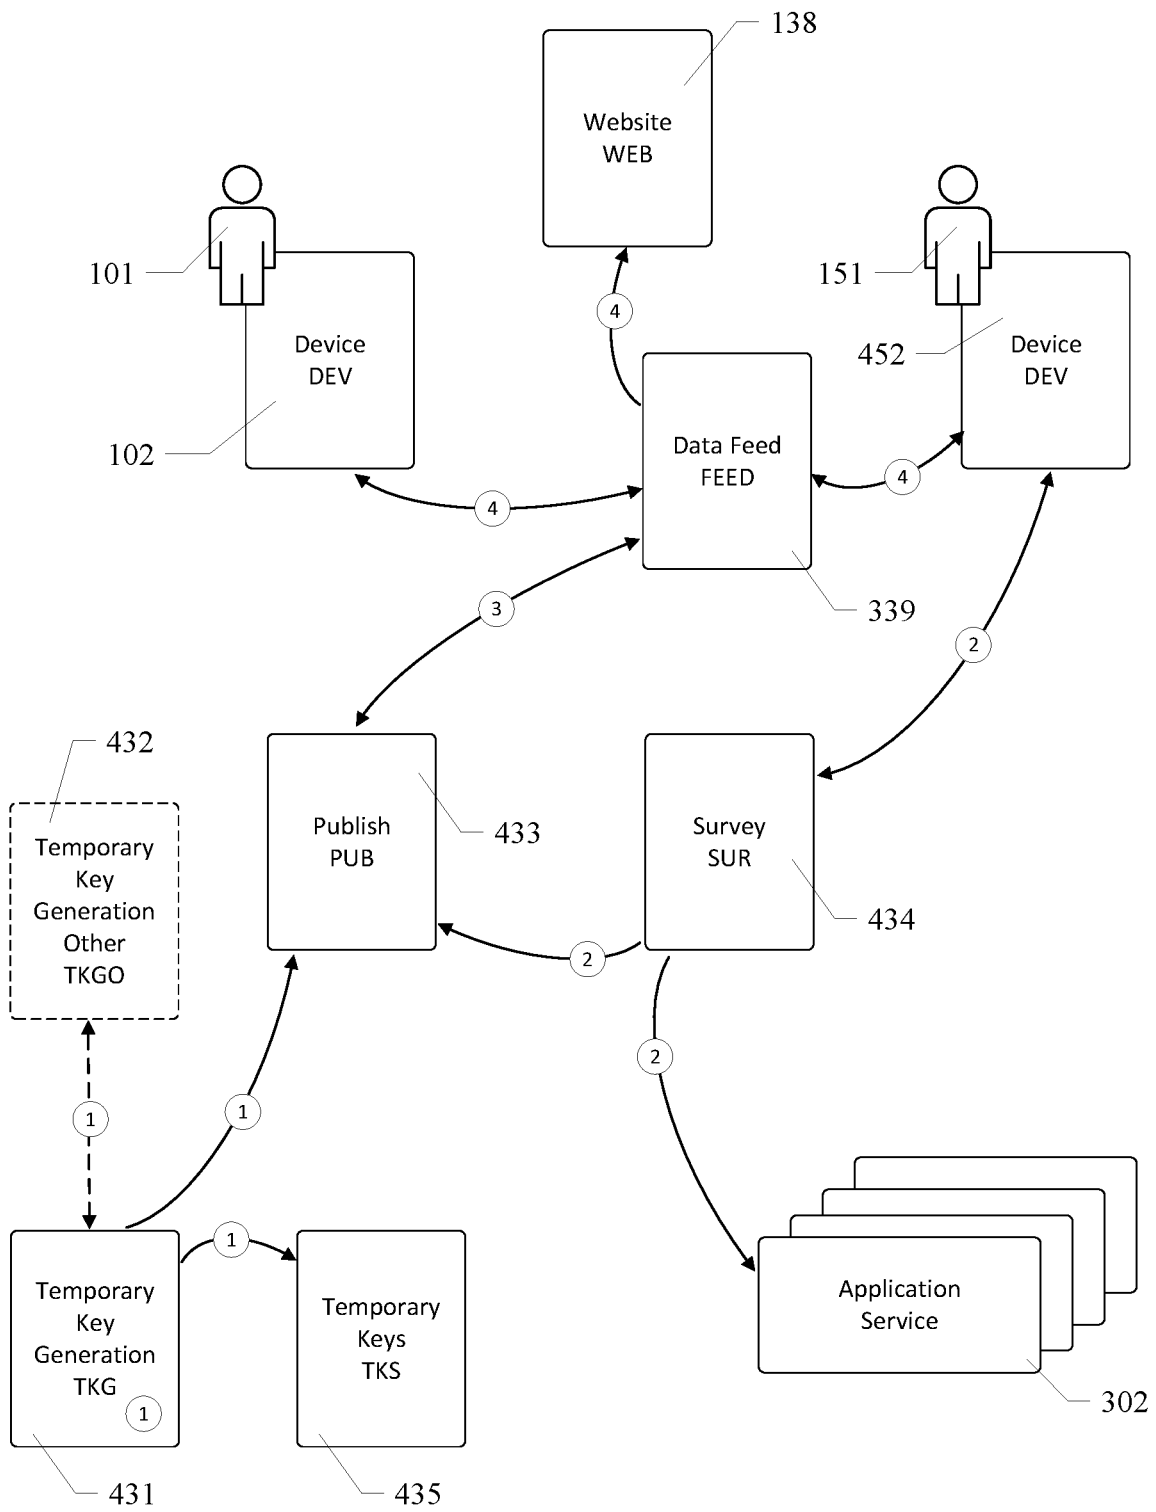 138
Website
WEB
101
151
4
Device
DEV
452
Device
DEV
102
Data Feed
FEED
4
4
339
3
2
432
Temporary
Key
Generation
Other
TKGO
Publish
PUB
433
Survey
SUR
434
2
2
1
1
1
Temporary
Key
Generation
TKG
1
Temporary
Keys
TKS
Application
Service
302
431
435